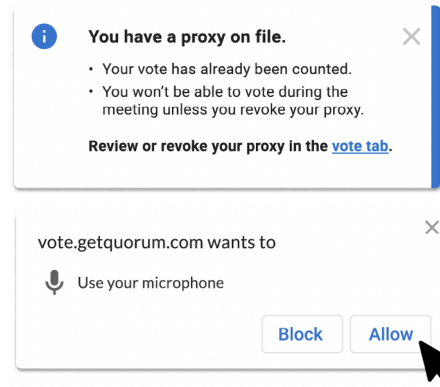 You have a proxy on file.
• Your vote has already been counted.
• You won't be able to vote during the
meeting unless you revoke your proxy.
Review or revoke your proxy in the vote tab.
vote.getquorum.com wants to
Use your microphone
Block
Allow